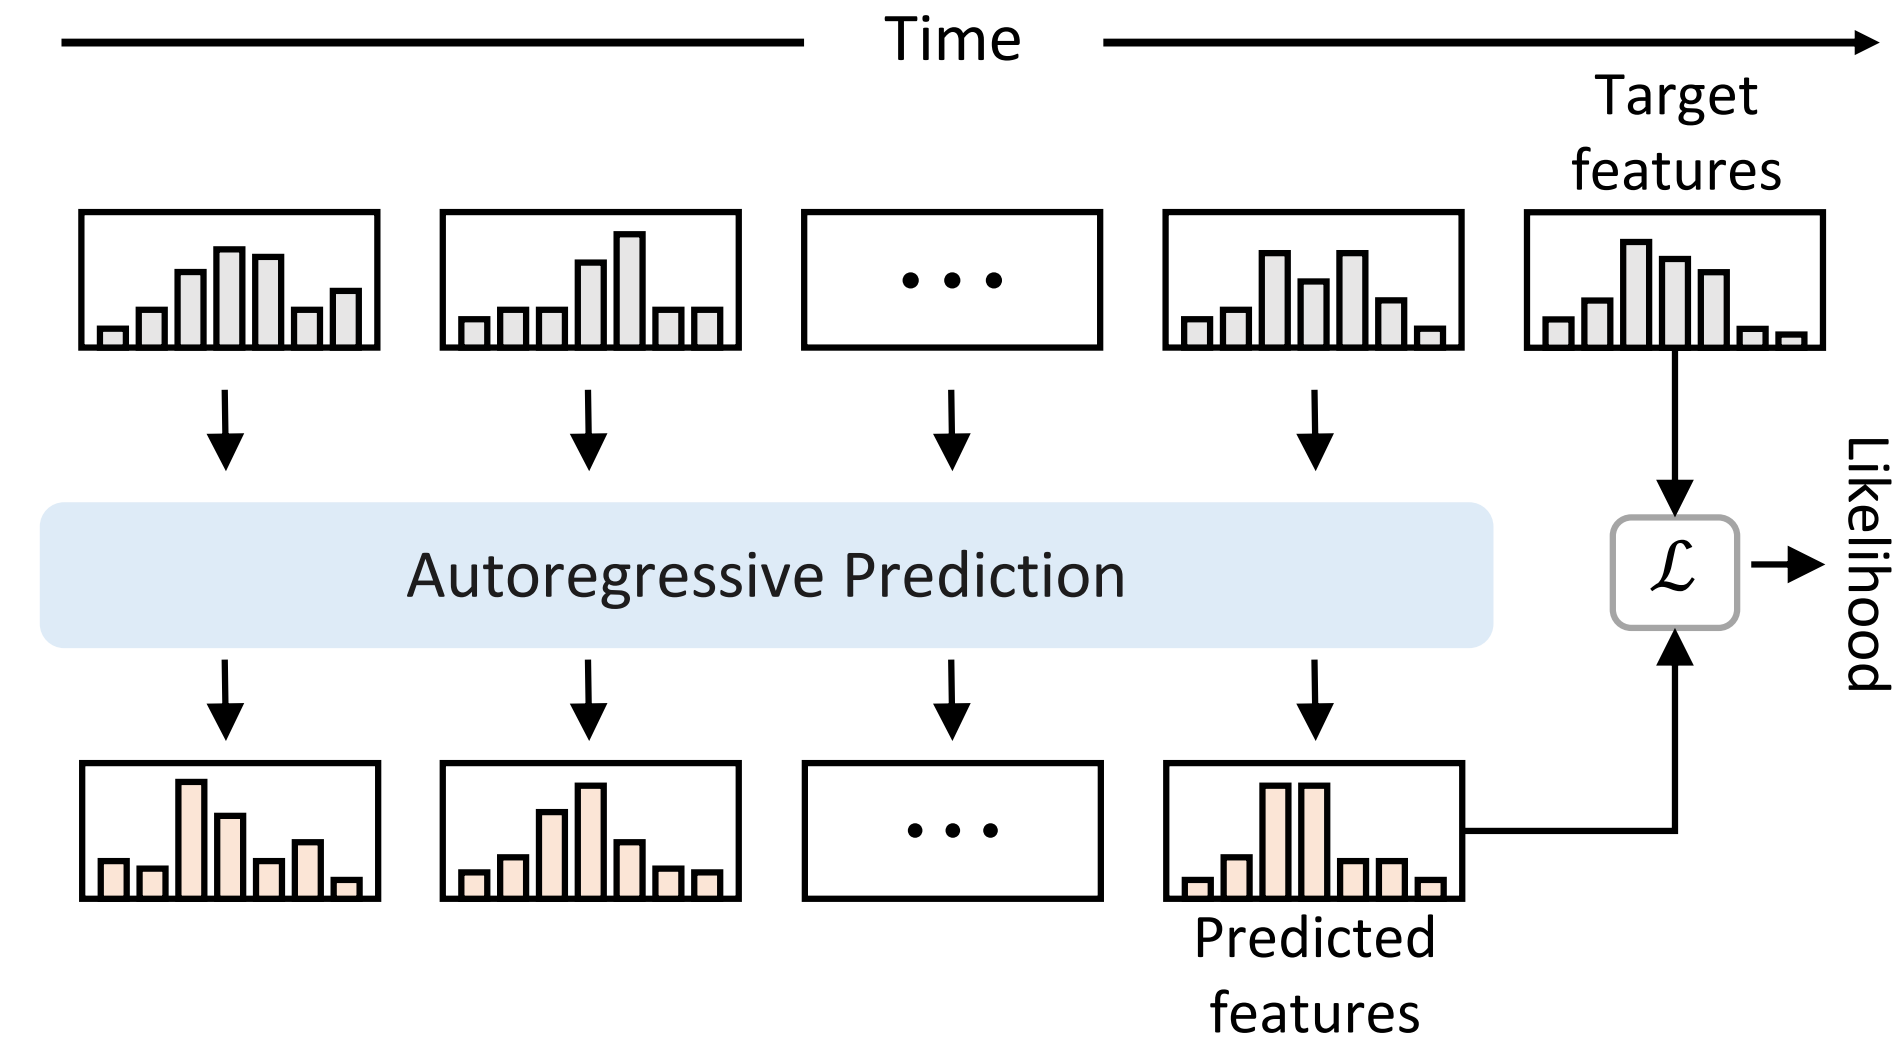 Time
Target
features
• • •
Autoregressive Prediction
ℒ
Likelihood
• • •
Predicted
features